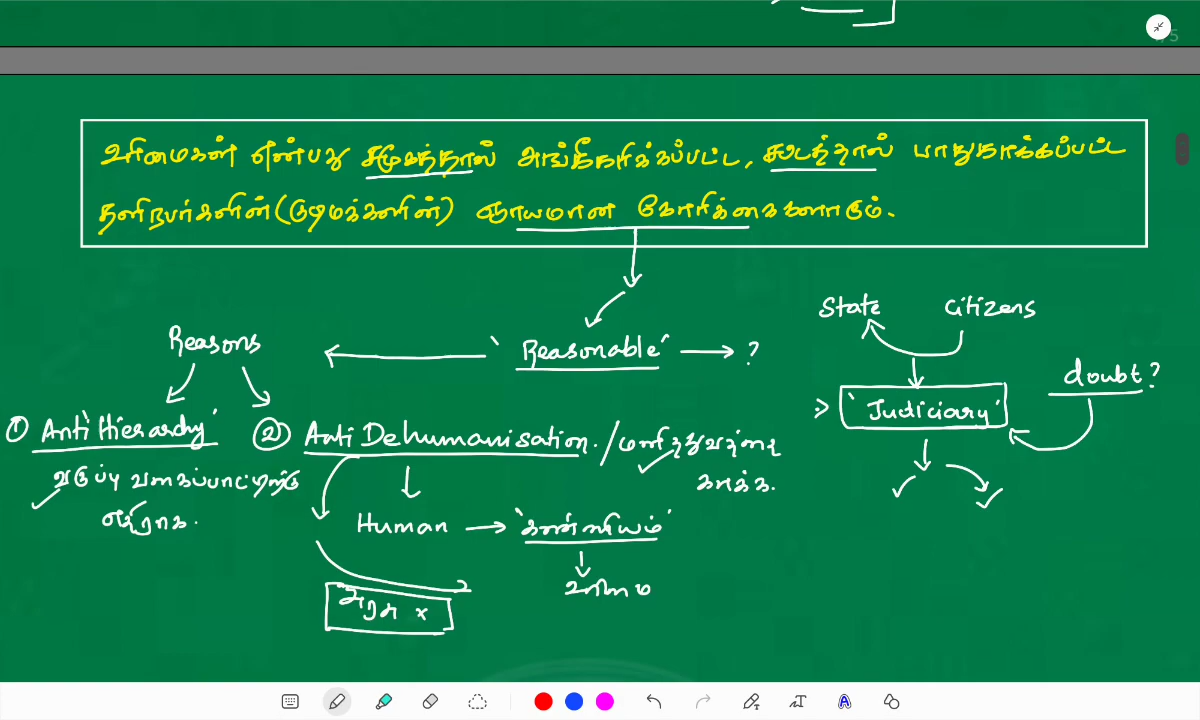 உரிமைகள் என்பது சமூகத்தால் அங்கீகரிக்கப்பட்ட, சட்டத்தால் பாதுகாக்கப்பட்ட
தனிநபர்களின் (குடிமக்களின்) நியாயமான கோரிக்கைகளாகும்.
State Citizens
Reasons
'Reasonable' → ?
doubt?
'Judiciary'
① Anti 'Hierarchy'
② Anti Dehumanisation. / மனிதத்துவத்தை
காக்க.
எதிராக.
Human → 'கண்ணியம்'
உரிமை
அரசு x